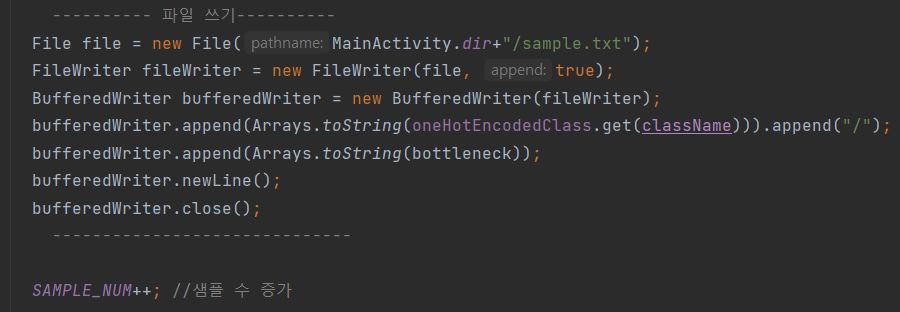 ---------- 파일 쓰기----------
File file = new File( pathname: MainActivity.dir+"/sample.txt");
FileWriter fileWriter = new FileWriter(file, append: true);
BufferedWriter bufferedWriter = new BufferedWriter(fileWriter);
bufferedWriter.append(Arrays.toString(oneHotEncodedClass.get(className))).append("/");
bufferedWriter.append(Arrays.toString(bottleneck));
bufferedWriter.newLine();
bufferedWriter.close();
------------------------------
SAMPLE_NUM++; //샘플 수 증가